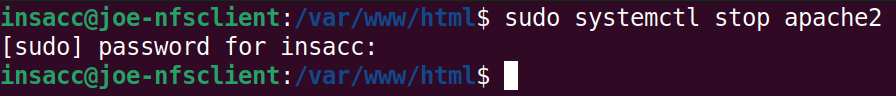 insacc@joe-nfsclient:/var/www/html$ sudo systemctl stop apache2
[sudo] password for insacc:
insacc@joe-nfsclient:/var/www/html$